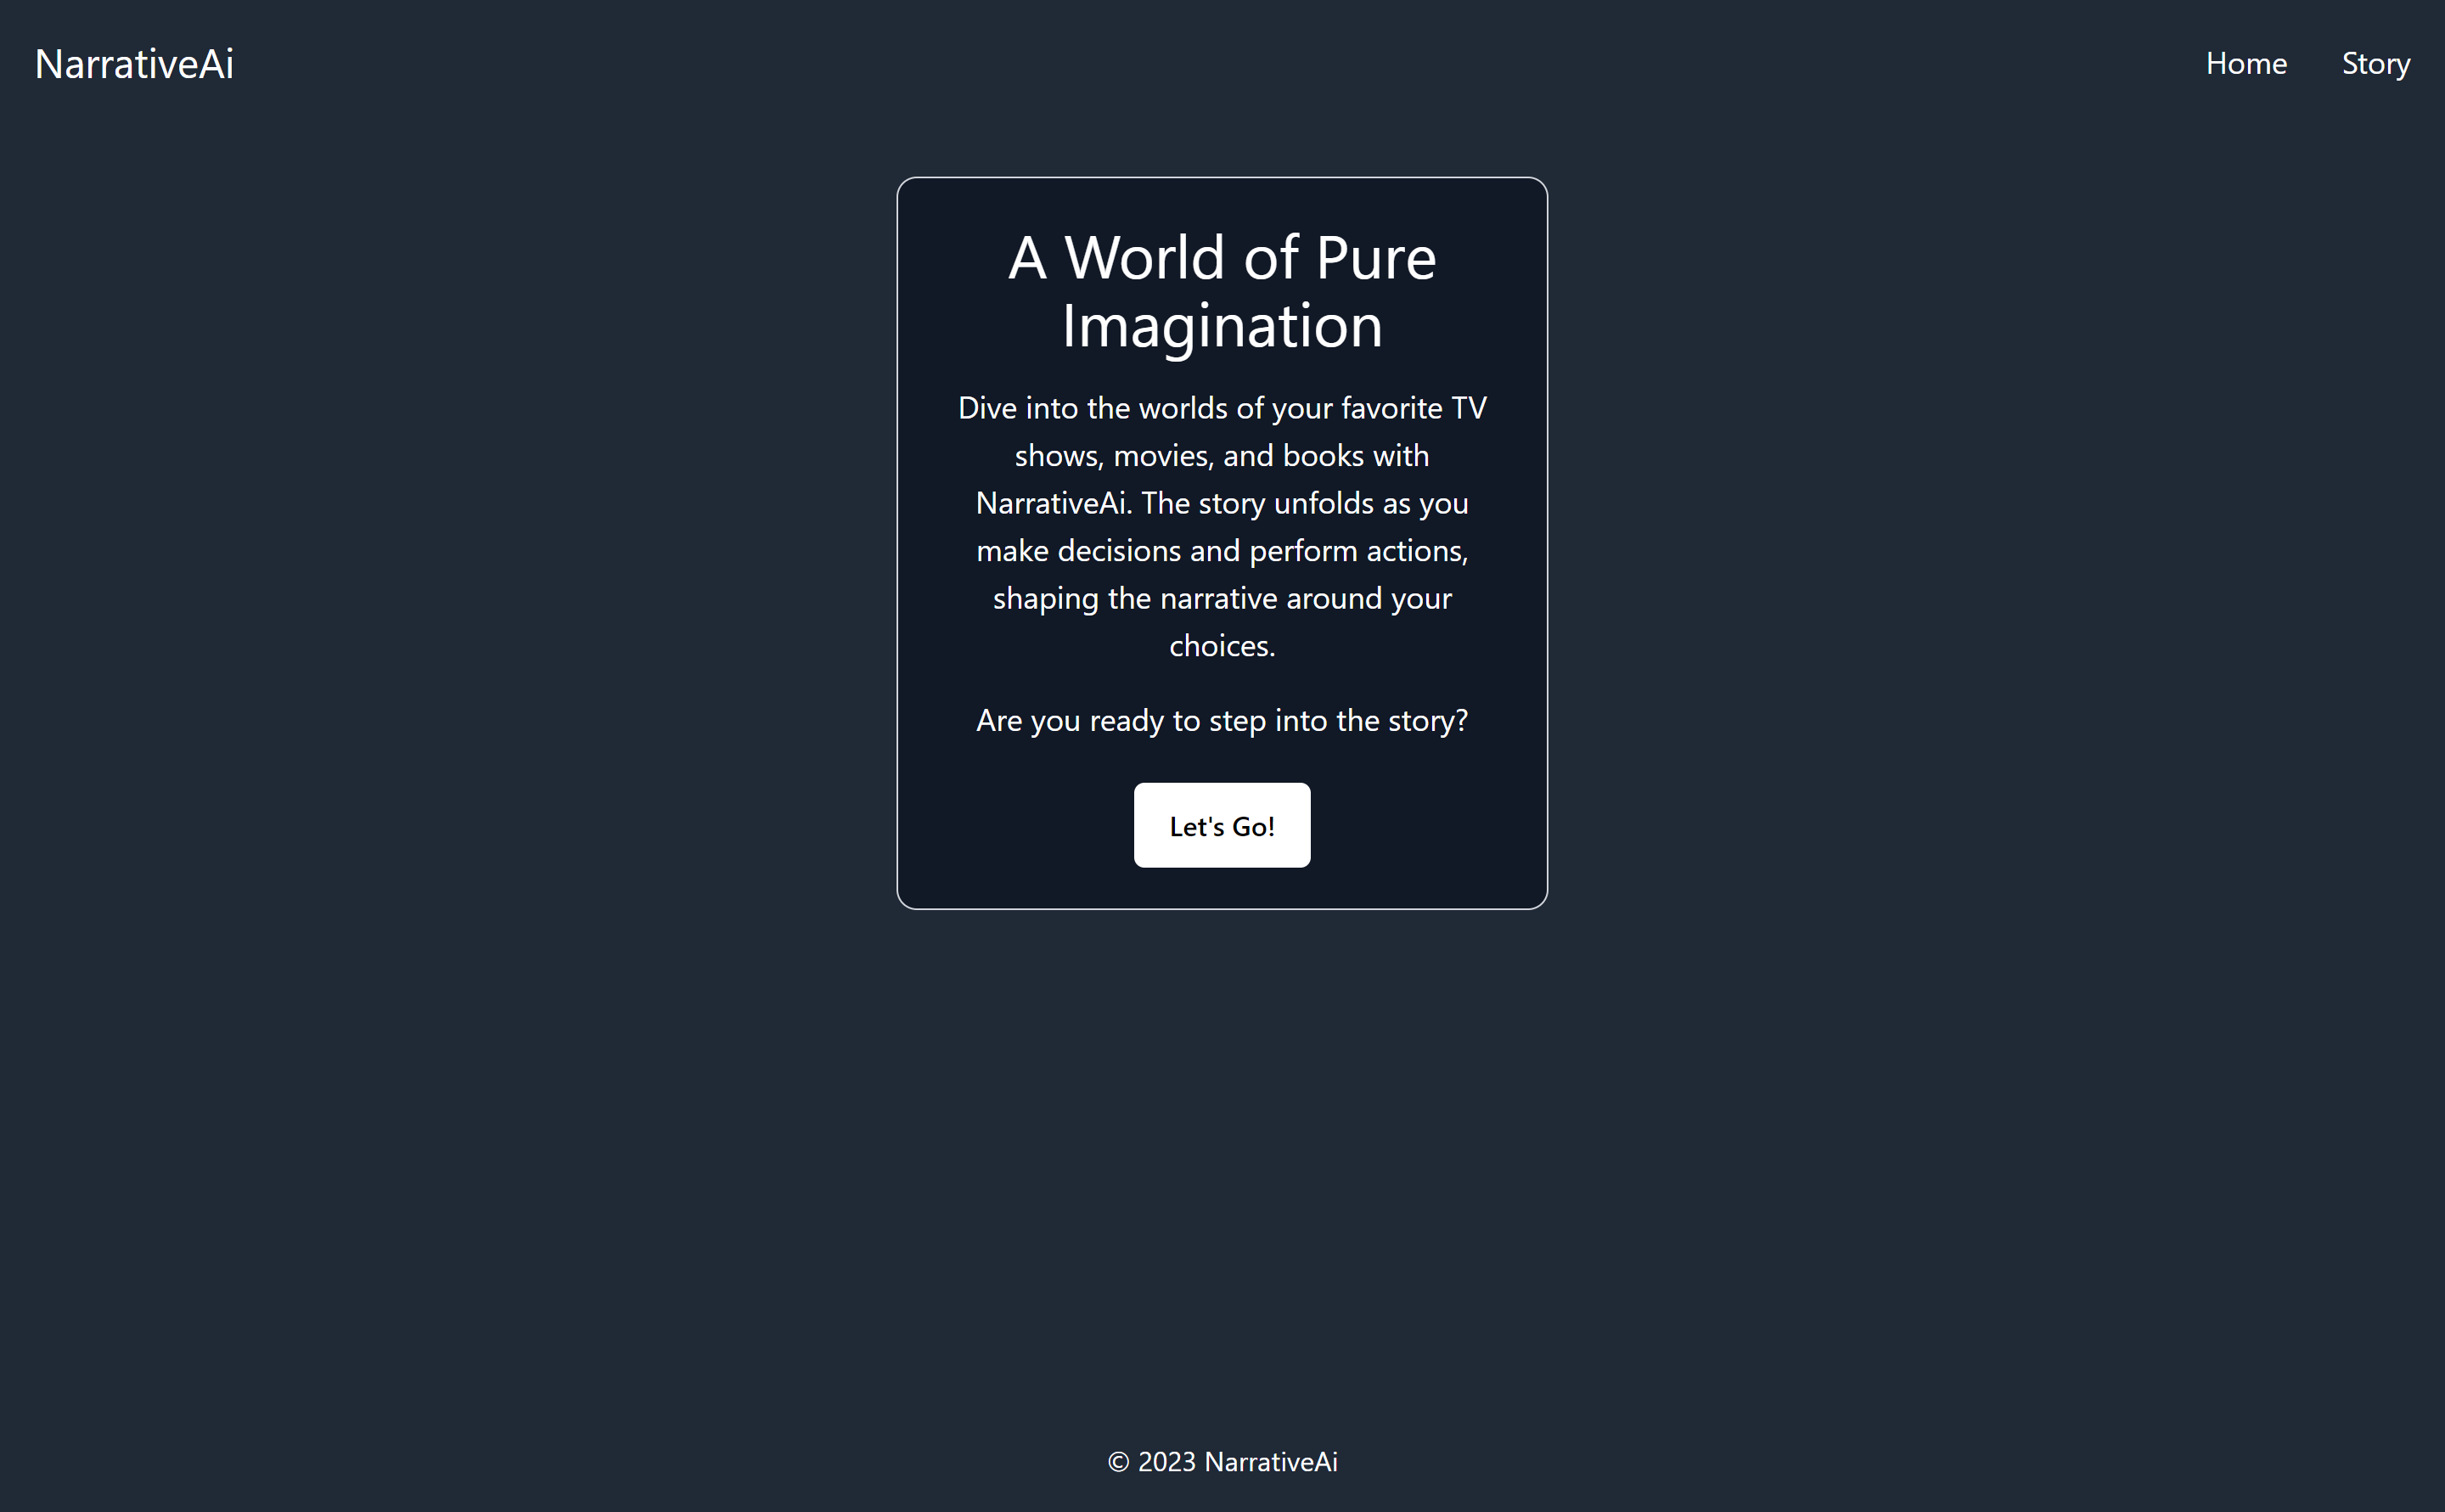 NarrativeAi
Home
Story
A World of Pure
Imagination
Dive into the worlds of your favorite TV
shows, movies, and books with
NarrativeAi. The story unfolds as you
make decisions and perform actions,
shaping the narrative around your
choices.
Are you ready to step into the story?
Let's Go!
© 2023 NarrativeAi